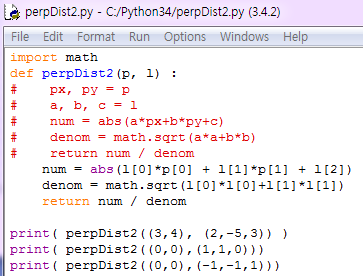 perpDist2.py - C:/Python34/perpDist2.py (3.4.2)
File Edit Format Run Options Windows Help
import math
def perpDist2(p, l) :
#    px, py = p
#    a, b, c = l
#    num = abs(a*px+b*py+c)
#    denom = math.sqrt(a*a+b*b)
#    return num / denom
    num = abs(l[0]*p[0] + l[1]*p[1] + l[2])
    denom = math.sqrt(l[0]*l[0]+l[1]*l[1])
    return num / denom
print( perpDist2((3,4), (2,-5,3)) )
print( perpDist2((0,0),(1,1,0)))
print( perpDist2((0,0),(-1,-1,1)))